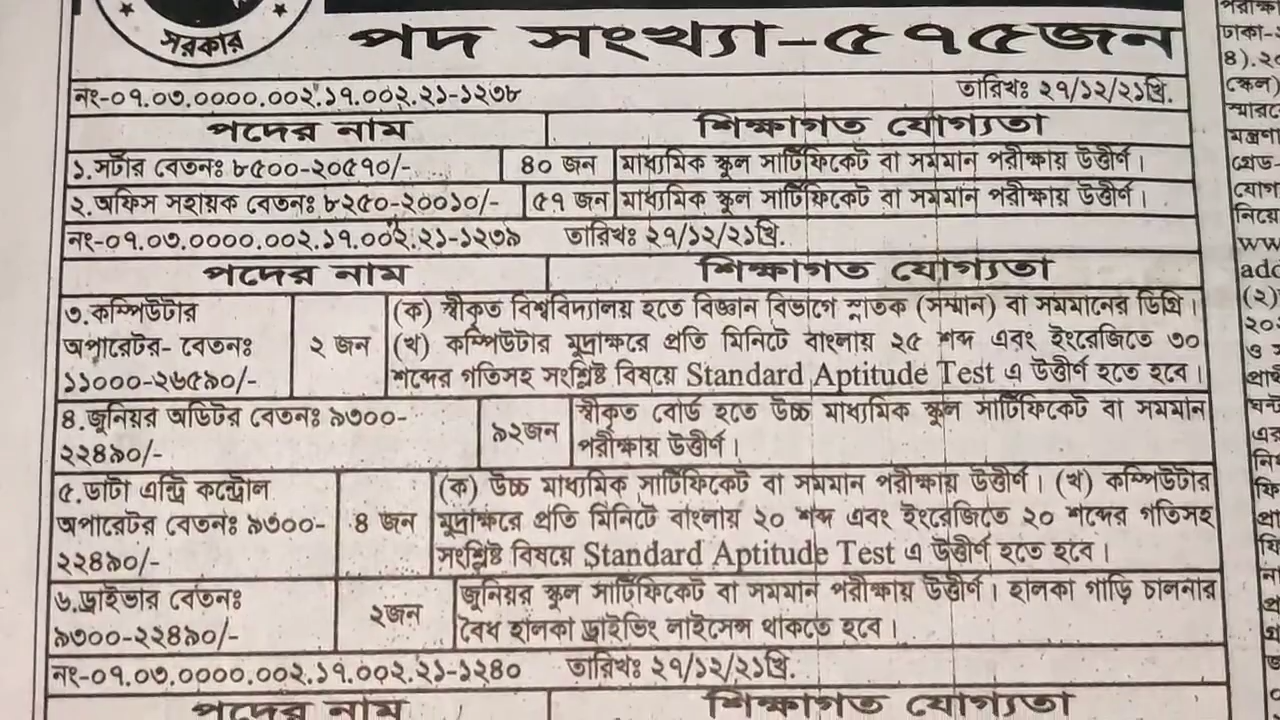 সরকার
পদ সংখ্যা-৫৭৫জন
নং-০৭.০৩.০০০০.০০২.১৭.০০২.২১-১২৩৮ তারিখঃ ২৭/১২/২১খ্রি.
পদের নাম শিক্ষাগত যোগ্যতা
১.সর্টার বেতনঃ ৮৫০০-২০৫৭০/- ৪০ জন মাধ্যমিক স্কুল সার্টিফিকেট বা সমমান পরীক্ষায় উত্তীর্ণ।
২.অফিস সহায়ক বেতনঃ ৮২৫০-২০০১০/- ৫৭ জন মাধ্যমিক স্কুল সার্টিফিকেট বা সমমান পরীক্ষায় উত্তীর্ণ।
নং-০৭.০৩.০০০০.০০২.১৭.০০২.২১-১২৩৯ তারিখঃ ২৭/১২/২১খ্রি.
পদের নাম শিক্ষাগত যোগ্যতা
৩.কম্পিউটার
অপারেটর- বেতনঃ
১১০০০-২৬৫৯০/-
২ জন
(ক) স্বীকৃত বিশ্ববিদ্যালয় হতে বিজ্ঞান বিভাগে স্নাতক (সম্মান) বা সমমানের ডিগ্রি।
(খ) কম্পিউটার মুদ্রাক্ষরে প্রতি মিনিটে বাংলায় ২৫ শব্দ এবং ইংরেজিতে ৩০
শব্দের গতিসহ সংশ্লিষ্ট বিষয়ে Standard Aptitude Test এ উত্তীর্ণ হতে হবে।
৪.জুনিয়র অডিটর বেতনঃ ৯৩০০-
২২৪৯০/-
৯২জন
স্বীকৃত বোর্ড হতে উচ্চ মাধ্যমিক স্কুল সার্টিফিকেট বা সমমান
পরীক্ষায় উত্তীর্ণ।
৫.ডাটা এন্ট্রি কন্ট্রোল
অপারেটর বেতনঃ ৯৩০০-
২২৪৯০/-
৪ জন
(ক) উচ্চ মাধ্যমিক সার্টিফিকেট বা সমমান পরীক্ষায় উত্তীর্ণ। (খ) কম্পিউটার
মুদ্রাক্ষরে প্রতি মিনিটে বাংলায় ২০ শব্দ এবং ইংরেজিতে ২০ শব্দের গতিসহ
সংশ্লিষ্ট বিষয়ে Standard Aptitude Test এ উত্তীর্ণ হতে হবে।
৬.ড্রাইভার বেতনঃ
৯৩০০-২২৪৯০/-
২জন
জুনিয়র স্কুল সার্টিফিকেট বা সমমান পরীক্ষায় উত্তীর্ণ। হালকা গাড়ি চালনার
বৈধ হালকা ড্রাইভিং লাইসেন্স থাকতে হবে।
নং-০৭.০৩.০০০০.০০২.১৭.০০২.২১-১২৪০ তারিখঃ ২৭/১২/২১খ্রি.
পদের নাম শিক্ষাগত যোগ্যতা